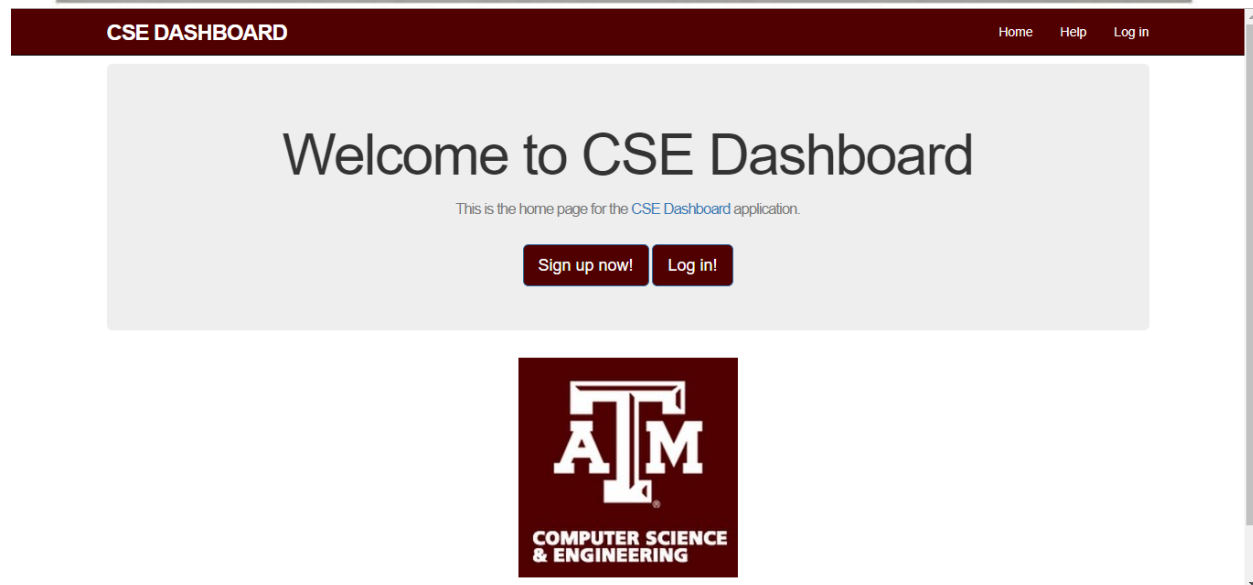 CSE DASHBOARD
Home Help Log in
Welcome to CSE Dashboard
This is the home page for the CSE Dashboard application.
Sign up now! Log in!
ATM
®
COMPUTER SCIENCE
& ENGINEERING